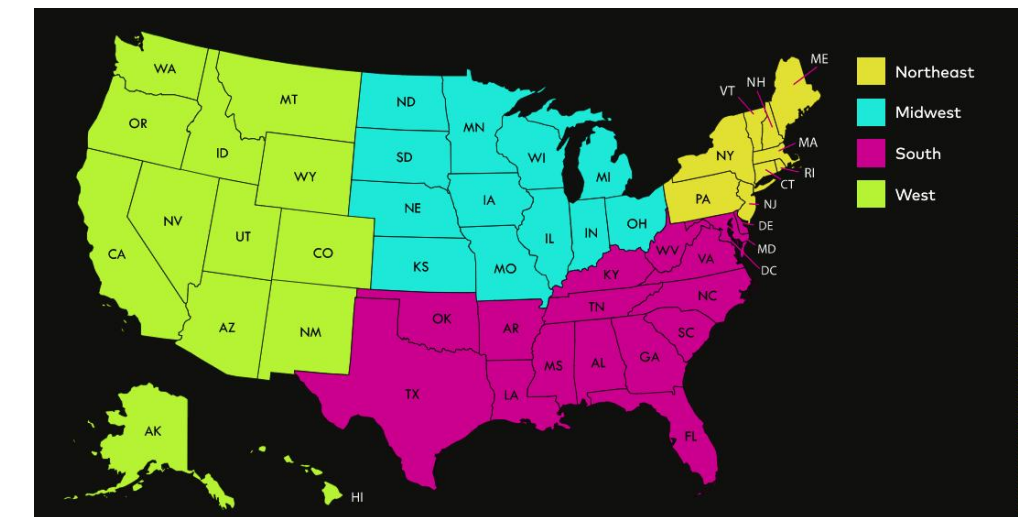 ME
NH
VT
WA
MT
ND
MN
OR
ID
SD
WI
MI
NY
MA
RI
CT
WY
NE
IA
PA
NJ
NV
UT
CO
IL
IN
OH
DE
CA
KS
MO
WV
VA
MD
DC
KY
AZ
NM
OK
AR
TN
NC
SC
TX
LA
MS
AL
GA
FL
AK
HI
Northeast
Midwest
South
West